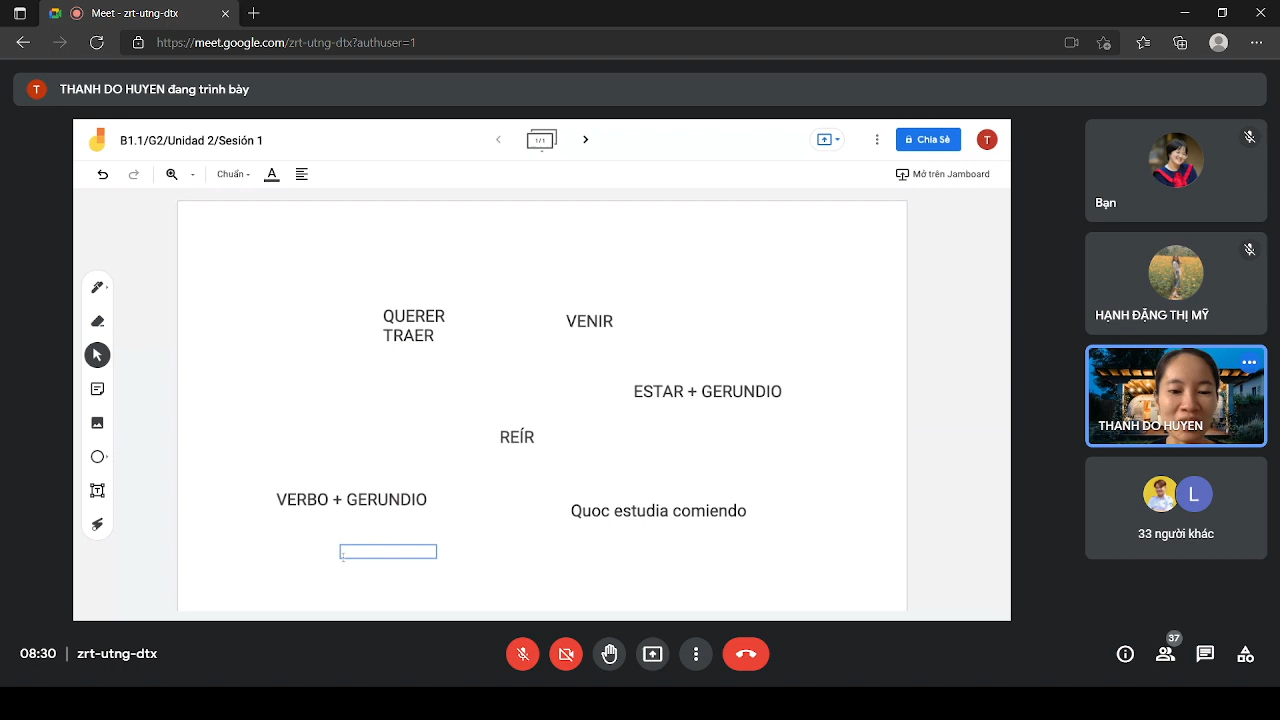 Meet - zrt-utng-dtx
https://meet.google.com/zrt-utng-dtx?authuser=1
T
THANH DO HUYEN đang trình bày
B1.1/G2/Unidad 2/Sesión 1
1/1
Chia Sẻ
T
Chuẩn
A
Mở trên Jamboard
QUERER
TRAER
VENIR
ESTAR + GERUNDIO
REÍR
VERBO + GERUNDIO
Quoc estudia comiendo
Bạn
HẠNH ĐẶNG THỊ MỸ
THANH DO HUYEN
L
33 người khác
08:30 | zrt-utng-dtx
37